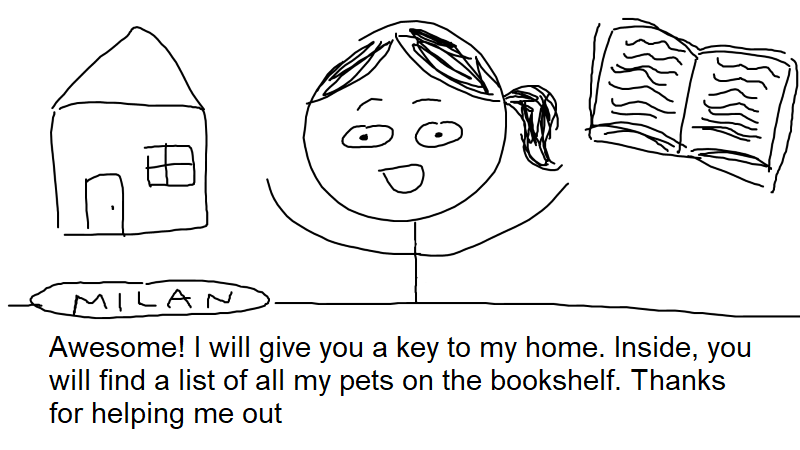 MILAN
Awesome! I will give you a key to my home. Inside, you
will find a list of all my pets on the bookshelf. Thanks
for helping me out